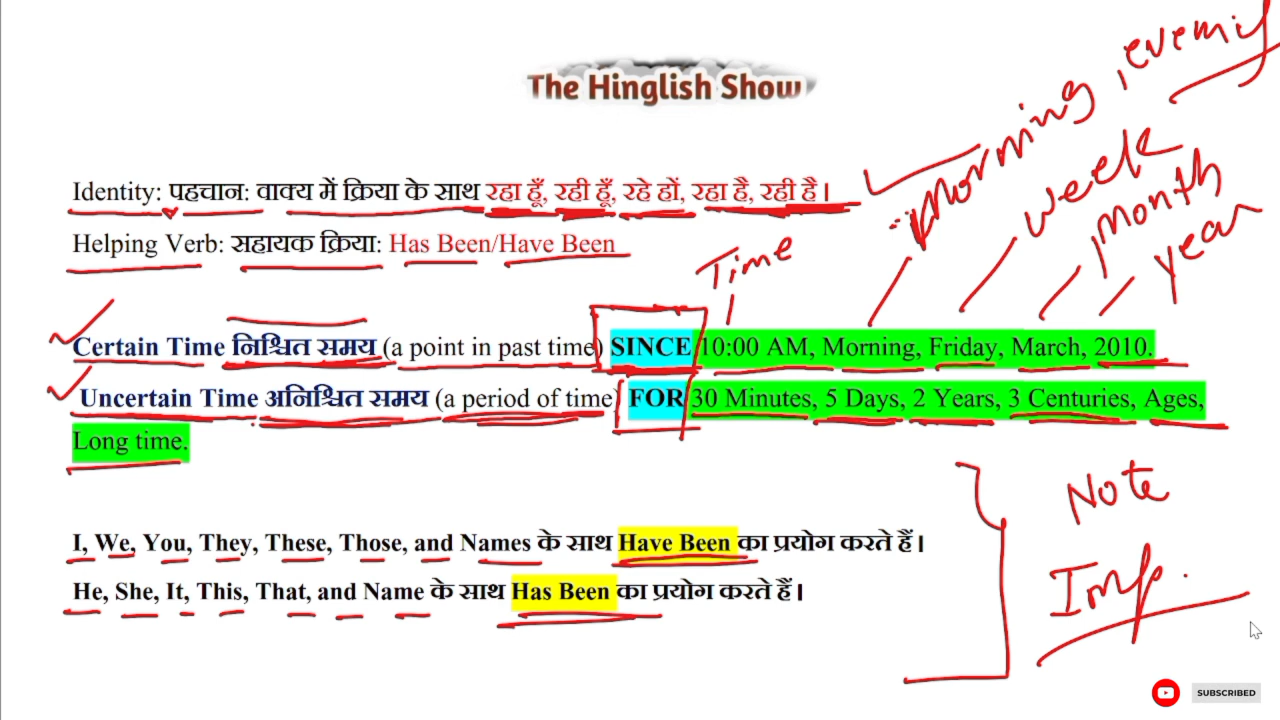 The Hinglish Show
Morning, evening
week
Month
year
Time
Identity: पहचान: वाक्य में क्रिया के साथ रहा हूँ, रही हूँ, रहे हों, रहा है, रही है।
Helping Verb: सहायक क्रिया: Has Been/Have Been
Certain Time निश्चित समय (a point in past time) SINCE 10:00 AM, Morning, Friday, March, 2010.
Uncertain Time अनिश्चित समय (a period of time) FOR 30 Minutes, 5 Days, 2 Years, 3 Centuries, Ages,
Long time.
Note
Imp.
I, We, You, They, These, Those, and Names के साथ Have Been का प्रयोग करते हैं।
He, She, It, This, That, and Name के साथ Has Been का प्रयोग करते हैं।
SUBSCRIBED